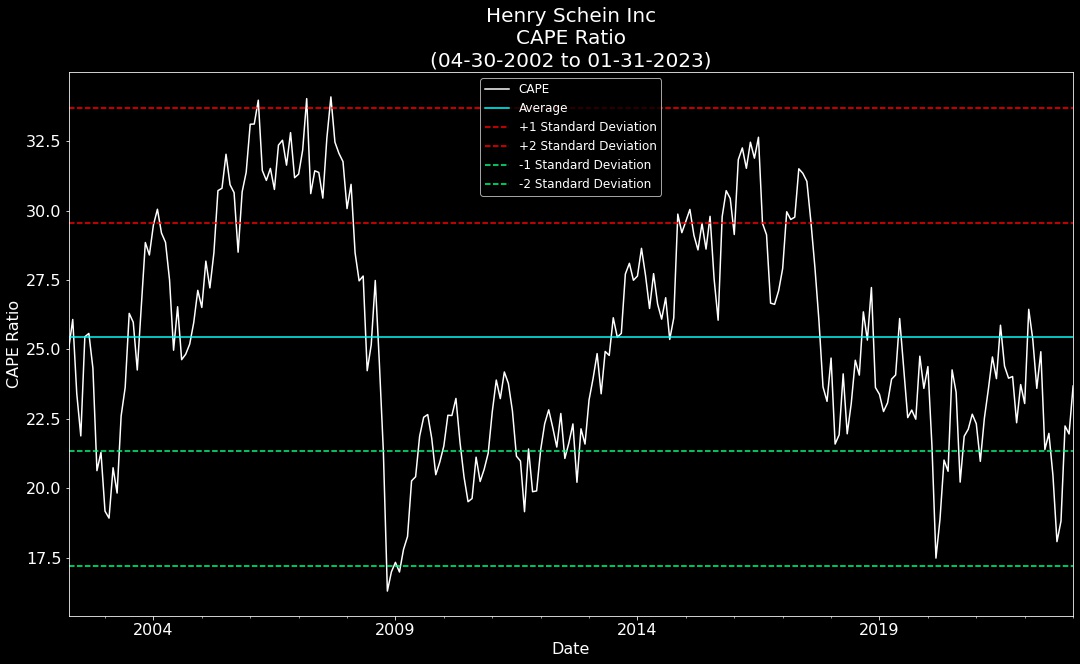 Henry Schein Inc
CAPE Ratio
(04-30-2002 to 01-31-2023)
CAPE
Average
+1 Standard Deviation
+2 Standard Deviation
-1 Standard Deviation
-2 Standard Deviation
32.5
30.0
27.5
25.0
22.5
20.0
17.5
CAPE Ratio
2004
2009
2014
2019
Date